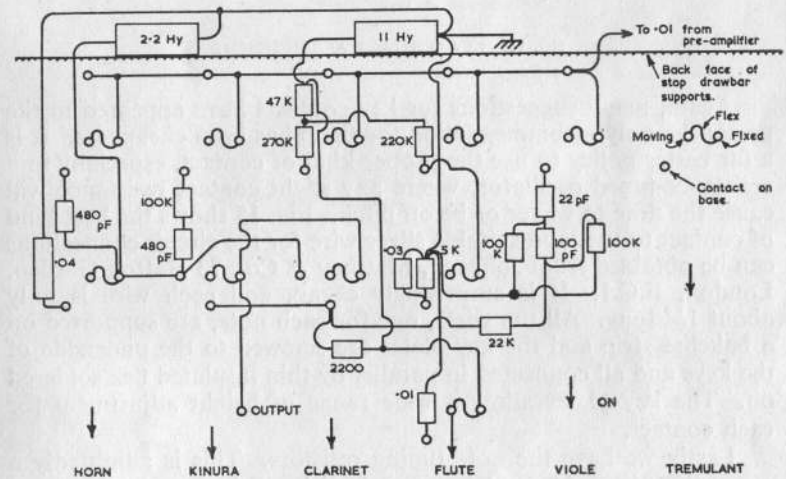 2·2 Hy
11 Hy
To ·01 from
pre-amplifier
Back face of
stop drawbar
supports.
47 K
270K
220K
Flex
Moving
Fixed
Contact on
base
480
pF
·04
100K
480
pF
·03
5K
22 pF
100
K
100
pF
100K
2200
22 K
·01
OUTPUT
ON
HORN KINURA CLARINET FLUTE VIOLE TREMULANT